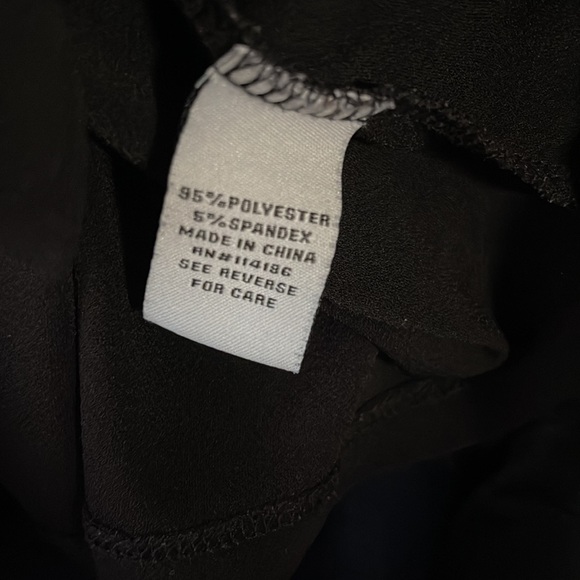 95%POLYESTER
5%SPANDEX
MADE IN CHINA
RN#114186
SEE REVERSE
FOR CARE